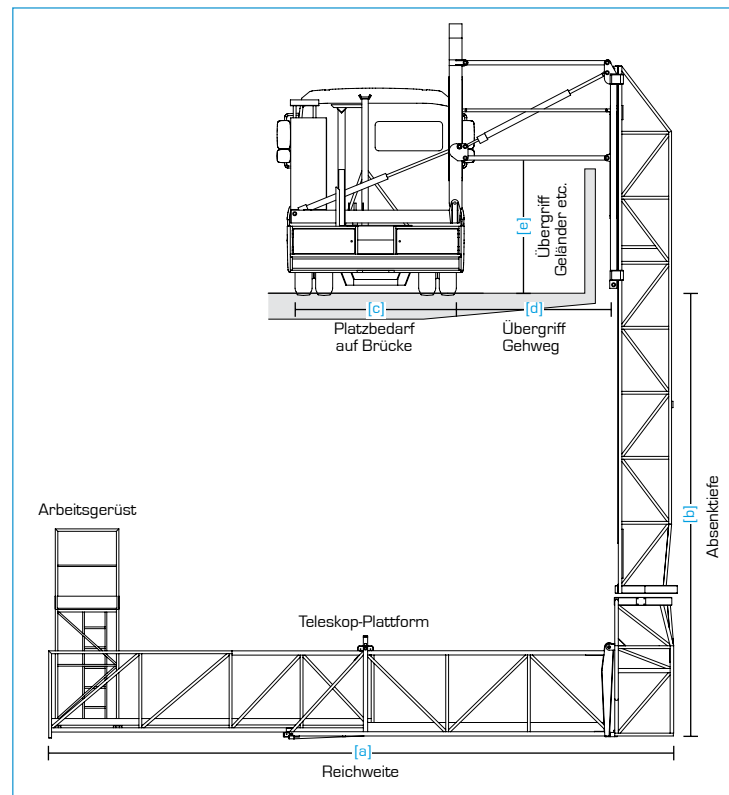 [e]
Übergriff
Geländer etc.
[c]
[d]
Platzbedarf
auf Brücke
Übergriff
Gehweg
Arbeitsgerüst
[b]
Absenktiefe
Teleskop-Plattform
[a]
Reichweite